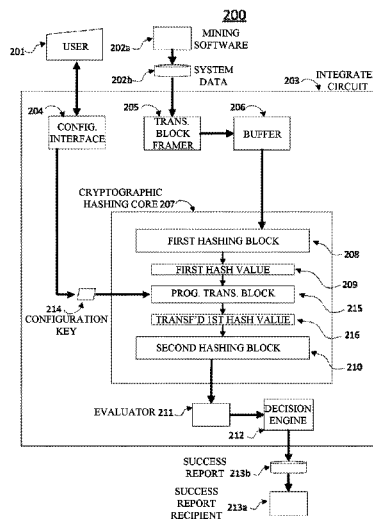 200
201
USER
202a
MINING
SOFTWARE
202b
SYSTEM
DATA
203
INTEGRATE
CIRCUIT
204
CONFIG.
INTERFACE
205
TRANS.
BLOCK
FRAMER
206
BUFFER
CRYPTOGRAPHIC
HASHING CORE 207
FIRST HASHING BLOCK
208
FIRST HASH VALUE
209
214
CONFIGURATION
KEY
PROG. TRANS. BLOCK
215
TRANSF'D 1ST HASH VALUE
216
SECOND HASHING BLOCK
210
EVALUATOR 211
DECISION
ENGINE
212
SUCCESS
REPORT
213b
SUCCESS
REPORT
RECIPIENT
213a